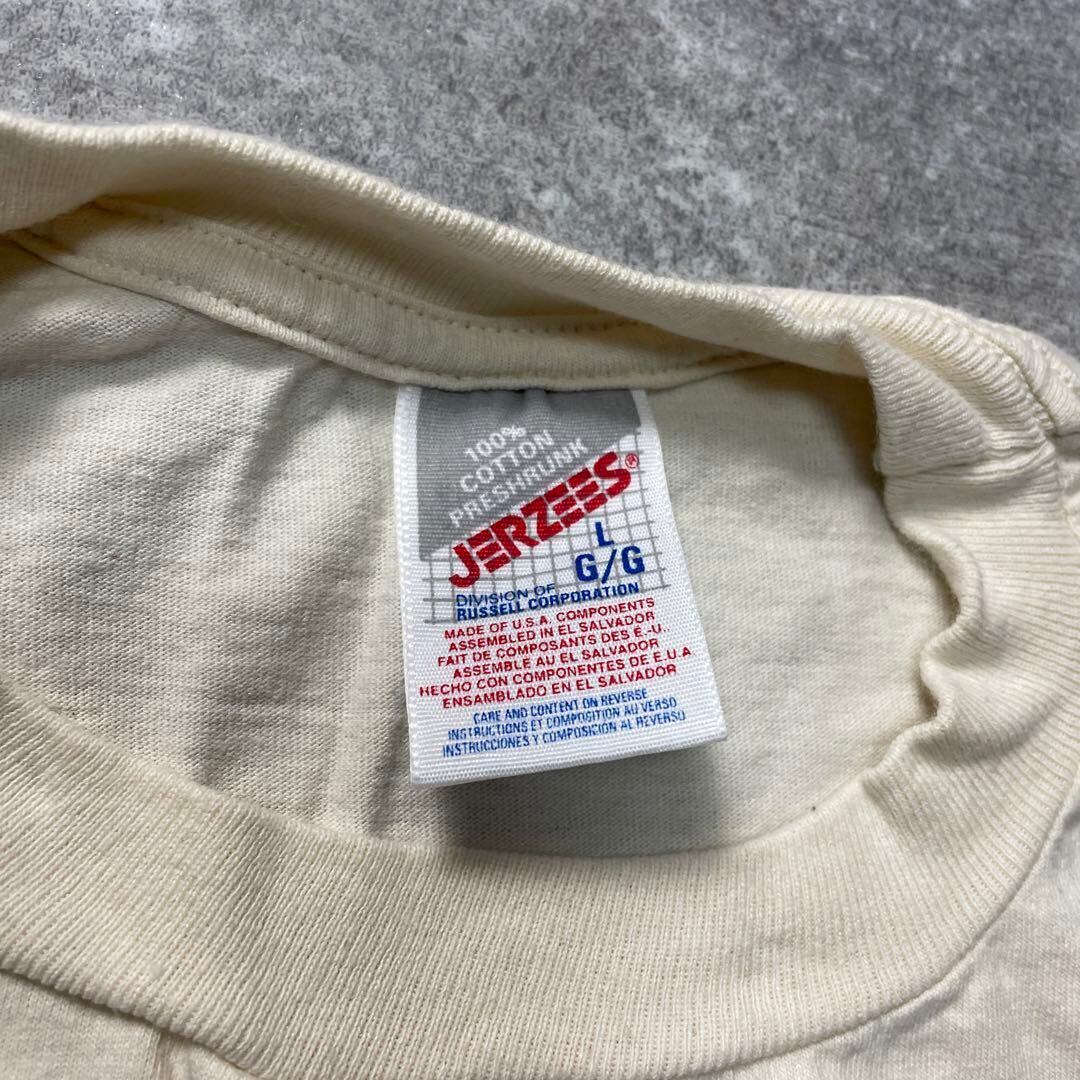 100%
COTTON
PRESHRUNK
JERZEES®
L
G/G
DIVISION OF
RUSSELL CORPORATION
MADE OF U.S.A. COMPONENTS
ASSEMBLED IN EL SALVADOR
FAIT DE COMPOSANTS DES É.-U..
ASSEMBLE AU EL SALVADOR
HECHO CON COMPONENTES DE E.U.A
ENSAMBLADO EN EL SALVADOR
CARE AND CONTENT ON REVERSE
INSTRUCTIONS ET COMPOSITION AU VERSO
INSTRUCCIONES Y COMPOSICIÓN AL REVERSO